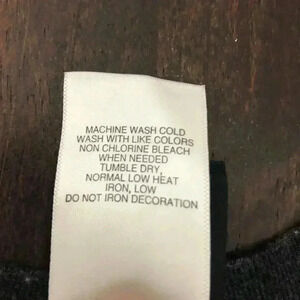 MACHINE WASH COLD
WASH WITH LIKE COLORS
NON CHLORINE BLEACH
WHEN NEEDED
TUMBLE DRY,
NORMAL LOW HEAT
IRON, LOW
DO NOT IRON DECORATION